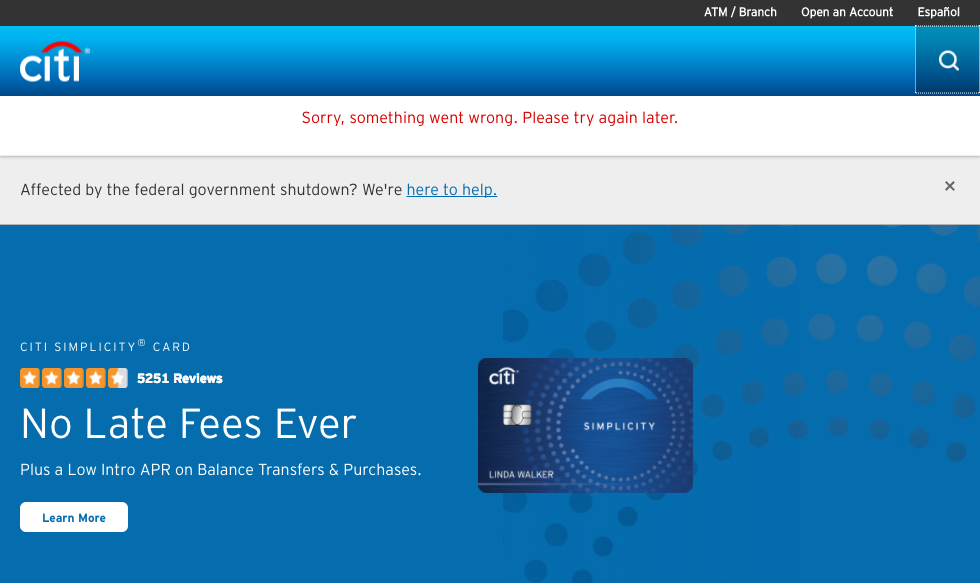 ATM / Branch Open an Account Español
citi®
Sorry, something went wrong. Please try again later.
Affected by the federal government shutdown? We're here to help.
×
CITI SIMPLICITY® CARD
5251 Reviews
No Late Fees Ever
Plus a Low Intro APR on Balance Transfers & Purchases.
Learn More
citi
SIMPLICITY
LINDA WALKER